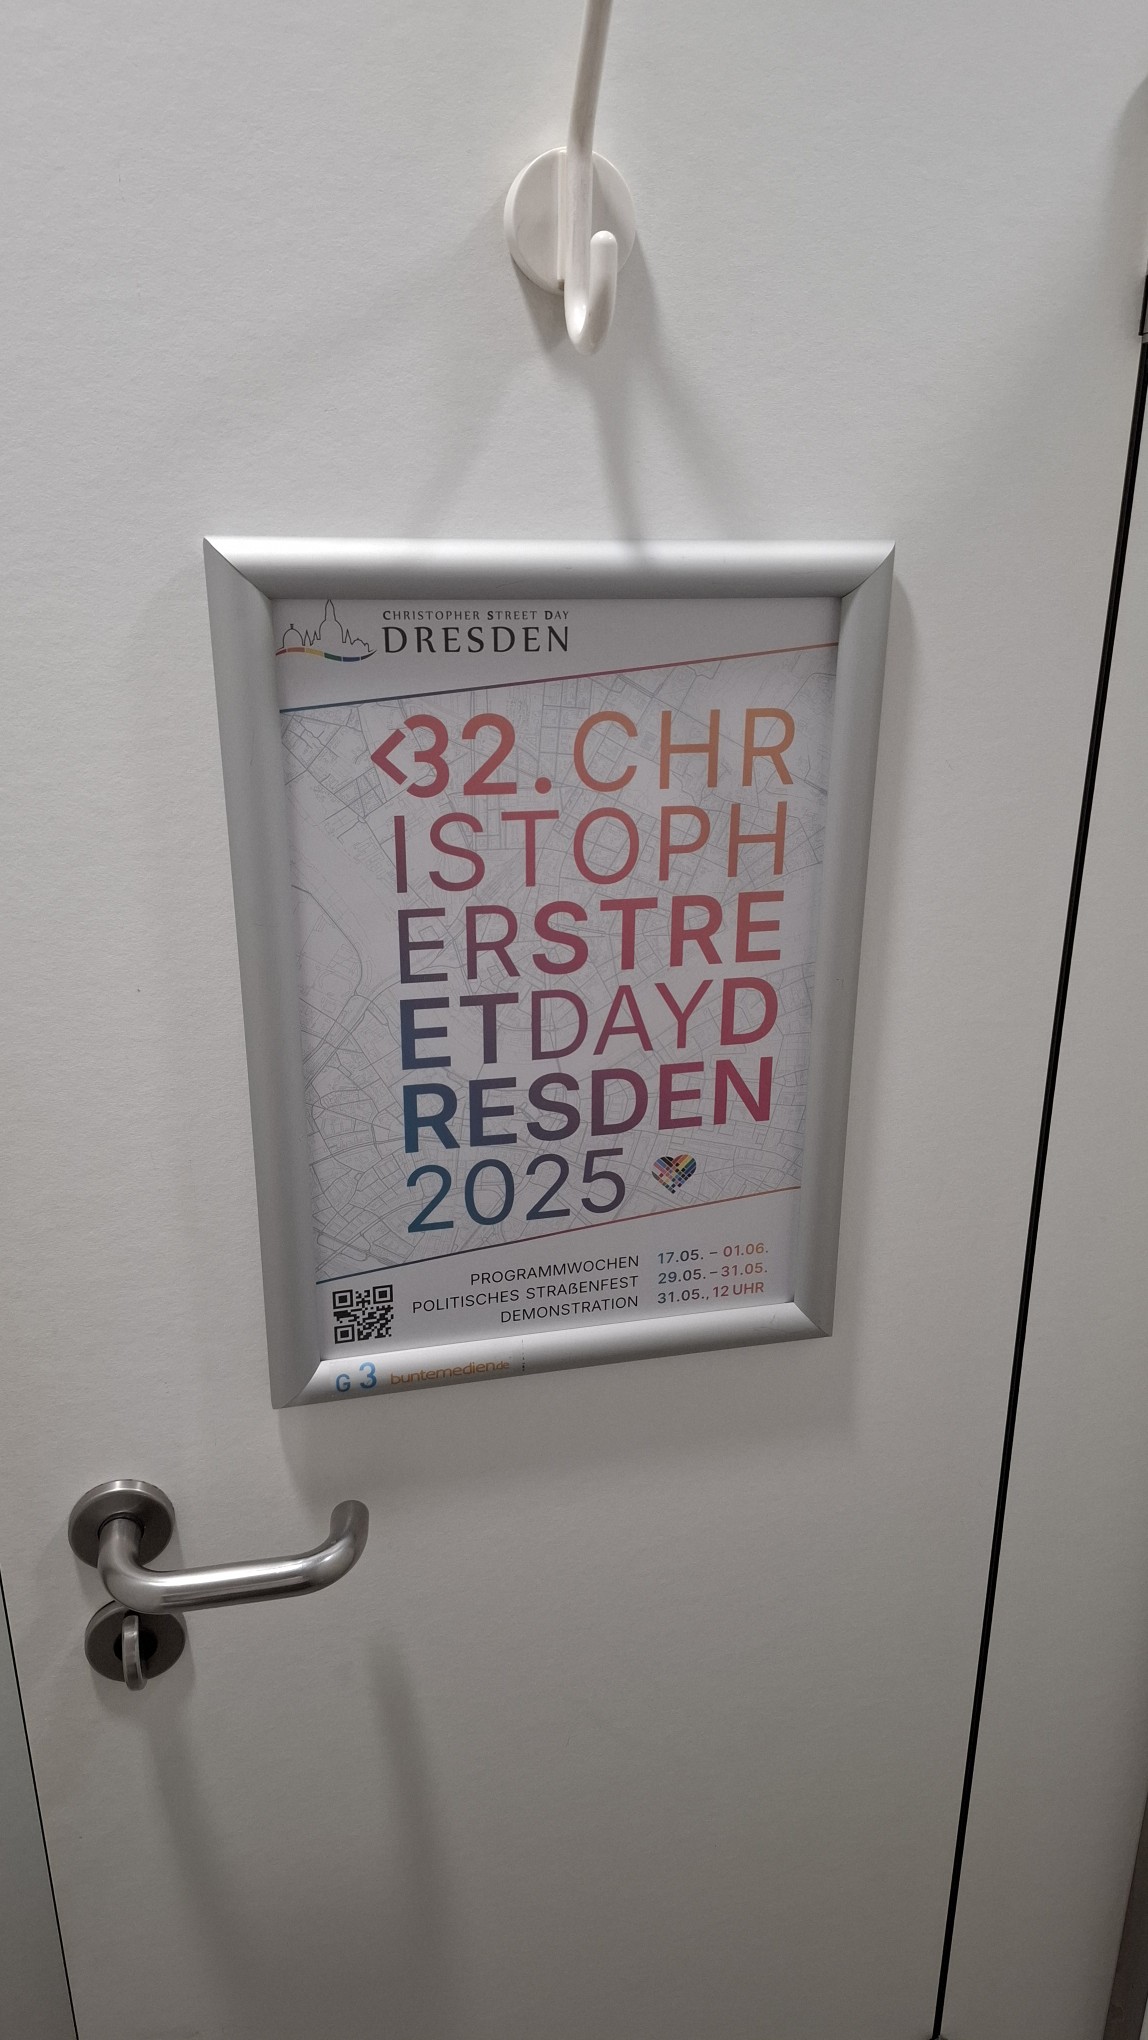 CHRISTOPHER STREET DAY
DRESDEN
<32. CHR
ISTOPH
ERSTRE
ETDAYD
RESDEN
2025
PROGRAMMWOCHEN 17.05. – 01.06.
POLITISCHES STRAßENFEST 29.05. – 31.05.
DEMONSTRATION 31.05., 12 UHR
G 3 buntemedien.de